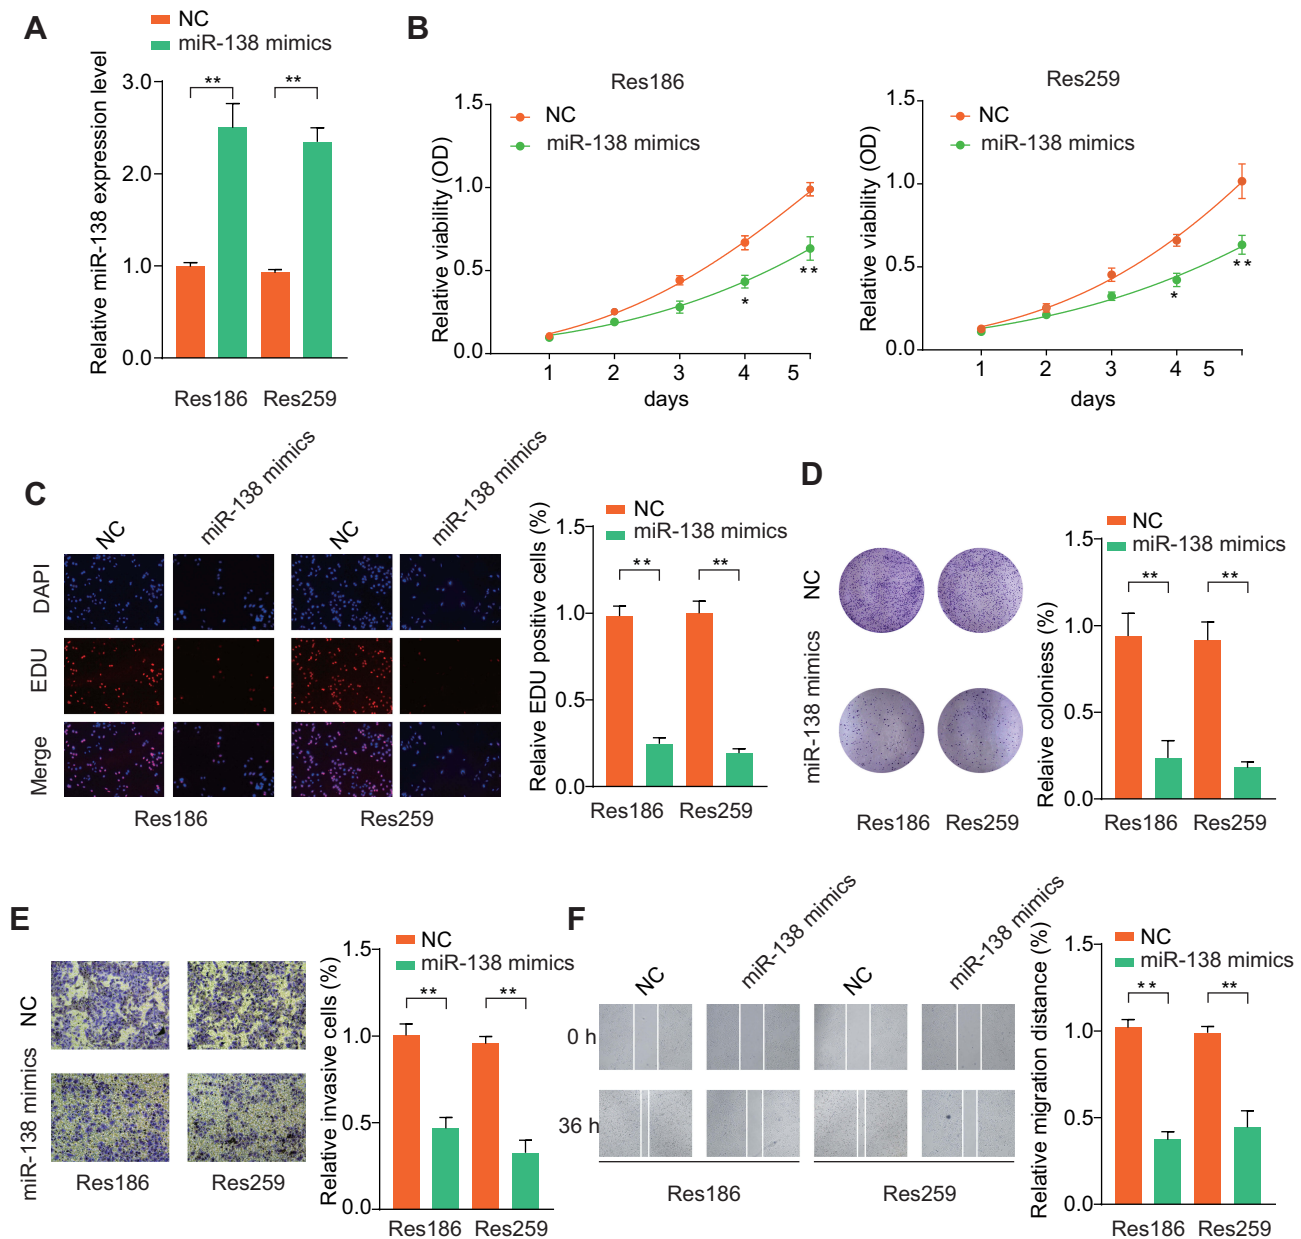 A
NC
miR-138 mimics
Relative miR-138 expression level
3.0
2.0
1.0
0.0
**
**
Res186
Res259
B
Res186
NC
miR-138 mimics
Relative viability (OD)
1.5
1.0
0.5
0.0
*
**
1 2 3 4 5
days
Res259
NC
miR-138 mimics
Relative viability (OD)
1.5
1.0
0.5
0.0
*
**
1 2 3 4 5
days
C
NC
miR-138 mimics
NC
miR-138 mimics
DAPI
EDU
Merge
Res186
Res259
NC
miR-138 mimics
Relaive EDU positive cells (%)
1.5
1.0
0.5
0.0
**
**
Res186
Res259
D
NC
miR-138 mimics
Res186
Res259
NC
miR-138 mimics
Relaive coloniess (%)
1.5
1.0
0.5
0.0
**
**
Res186
Res259
E
NC
miR-138 mimics
Res186
Res259
NC
miR-138 mimics
Relative invasive cells (%)
1.5
1.0
0.5
0.0
**
**
Res186
Res259
F
NC
miR-138 mimics
NC
miR-138 mimics
0 h
36 h
Res186
Res259
NC
miR-138 mimics
Relative migration distance (%)
1.5
1.0
0.5
0.0
**
**
Res186
Res259